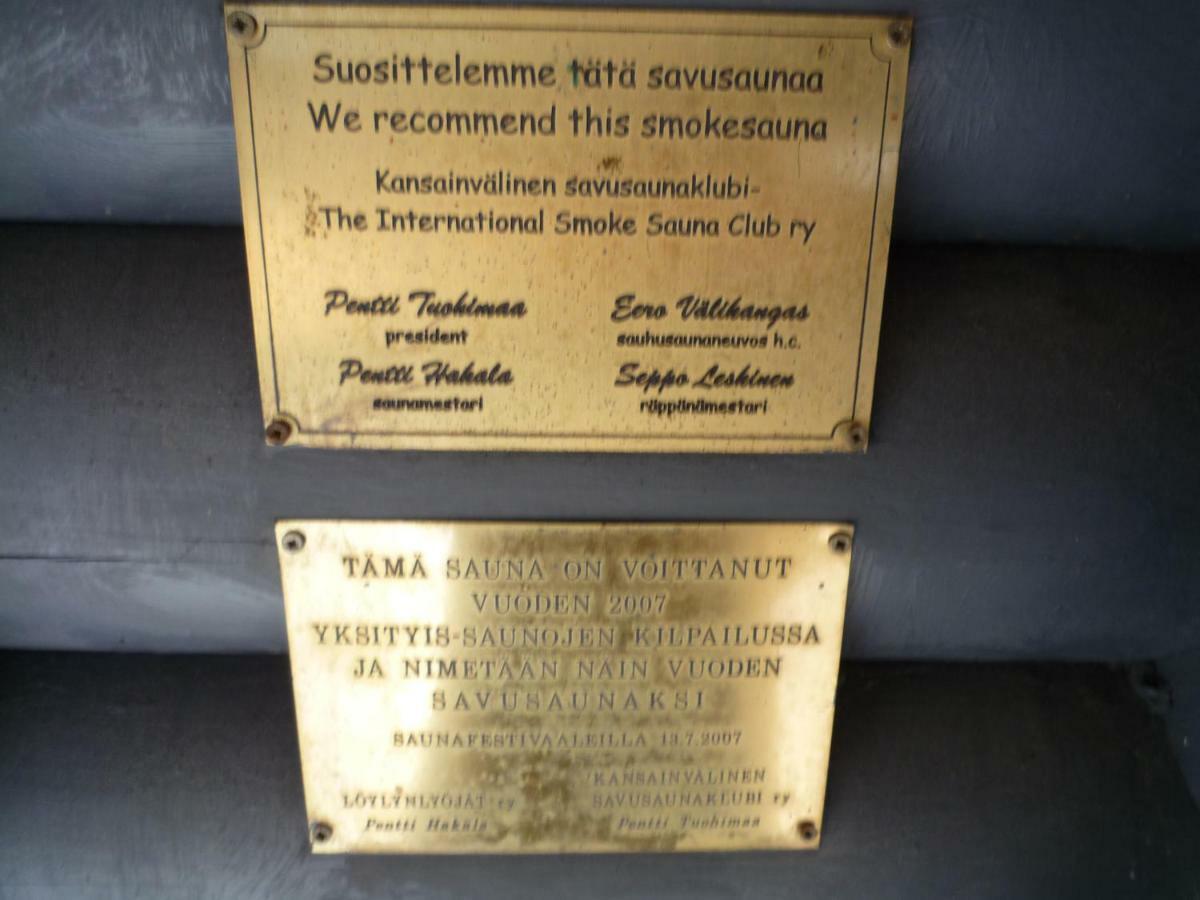 Suosittelemme tätä savusaunaa
We recommend this smokesauna
Kansainvälinen savusaunaklubi-
The International Smoke Sauna Club ry
Pentti Tuohimaa
president
Eero Välikangas
sauhusaunaneuvos h.c.
Pentti Hakala
saunamestari
Seppo Leskinen
räppänämestari
TÄMÄ SAUNA ON VOITTANUT
VUODEN 2007
YKSITYIS-SAUNOJEN KILPAILUSSA
JA NIMETÄÄN NÄIN VUODEN
SAVUSAUNAKSI
SAUNAFESTIVAALEILLA 13.7.2007
LÖYLYNLYÖJÄT ry
Pentti Hakala
KANSAINVÄLINEN
SAVUSAUNAKLUBI ry
Pentti Tuohimaa